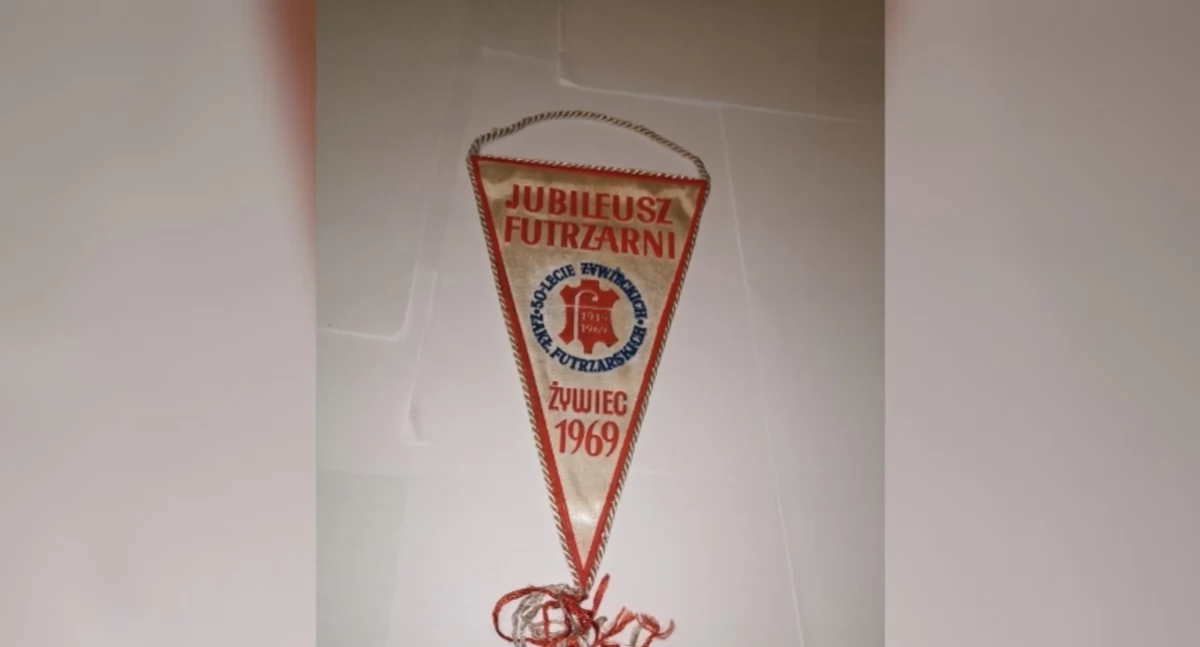 JUBILEUSZ
FUTRZARNI
50-LECIE ŻYWIECKICH
ZAKŁ. FUTRZARSKICH
f
1919
1969
ŻYWIEC
1969